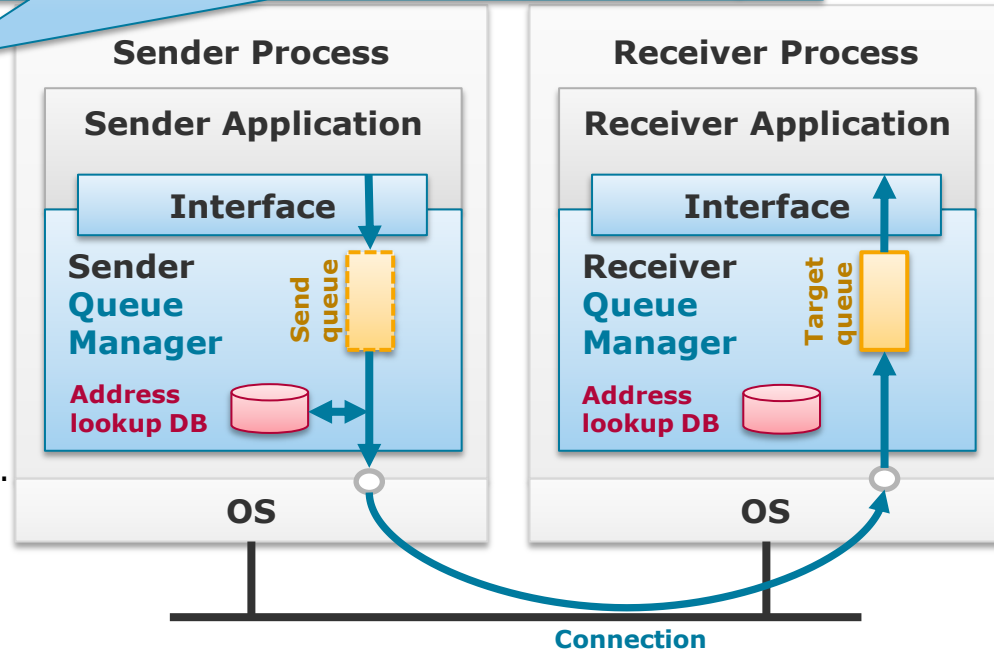 Sender Process
Sender Application
Interface
Sender
Queue
Manager
Send
queue
Address
lookup DB
OS
Receiver Process
Receiver Application
Interface
Receiver
Queue
Manager
Target
queue
Address
lookup DB
OS
.
Connection